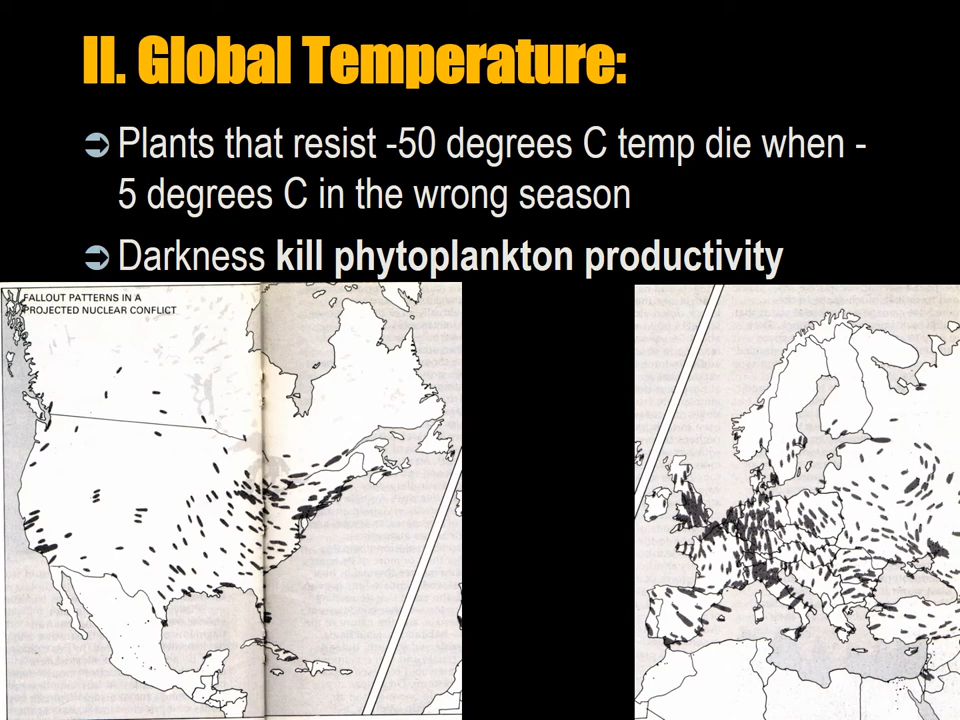 II. Global Temperature:
Plants that resist -50 degrees C temp die when -
5 degrees C in the wrong season
Darkness kill phytoplankton productivity
FALLOUT PATTERNS IN A
PROJECTED NUCLEAR CONFLICT